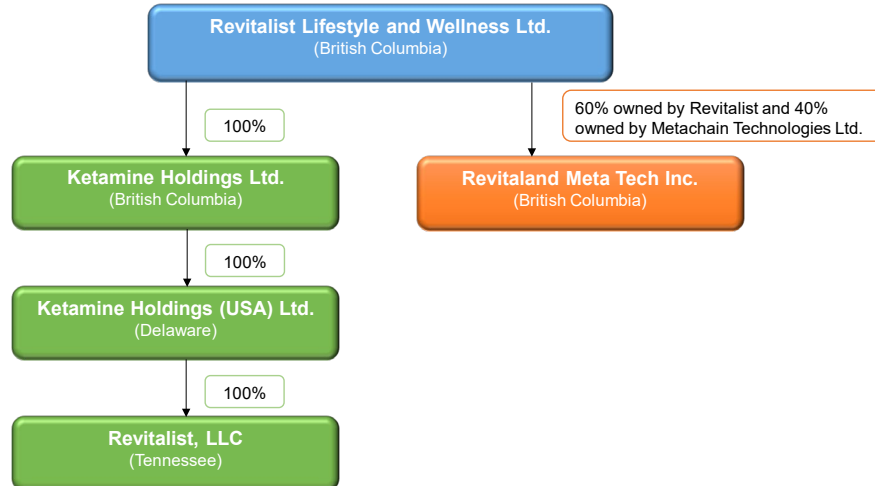 Revitalist Lifestyle and Wellness Ltd.
(British Columbia)
100%
60% owned by Revitalist and 40%
owned by Metachain Technologies Ltd.
Ketamine Holdings Ltd.
(British Columbia)
Revitaland Meta Tech Inc.
(British Columbia)
100%
Ketamine Holdings (USA) Ltd.
(Delaware)
100%
Revitalist, LLC
(Tennessee)